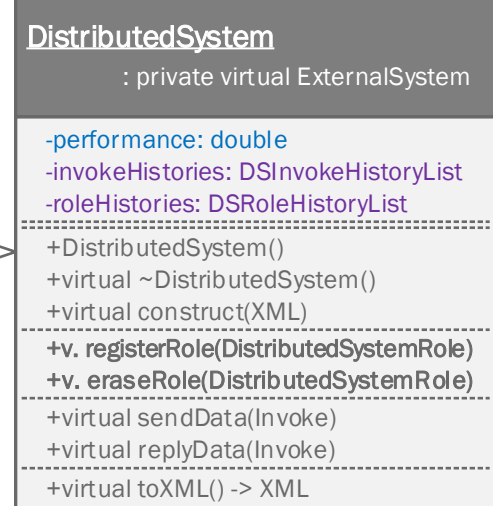 DistributedSystem
: private virtual ExternalSystem
-performance: double
-invokeHistories: DSInvokeHistoryList
-roleHistories: DSRoleHistoryList
+DistributedSystem()
+virtual ~DistributedSystem()
+virtual construct(XML)
+v. registerRole(DistributedSystemRole)
+v. eraseRole(DistributedSystemRole)
+virtual sendData(Invoke)
+virtual replyData(Invoke)
+virtual toXML() -> XML